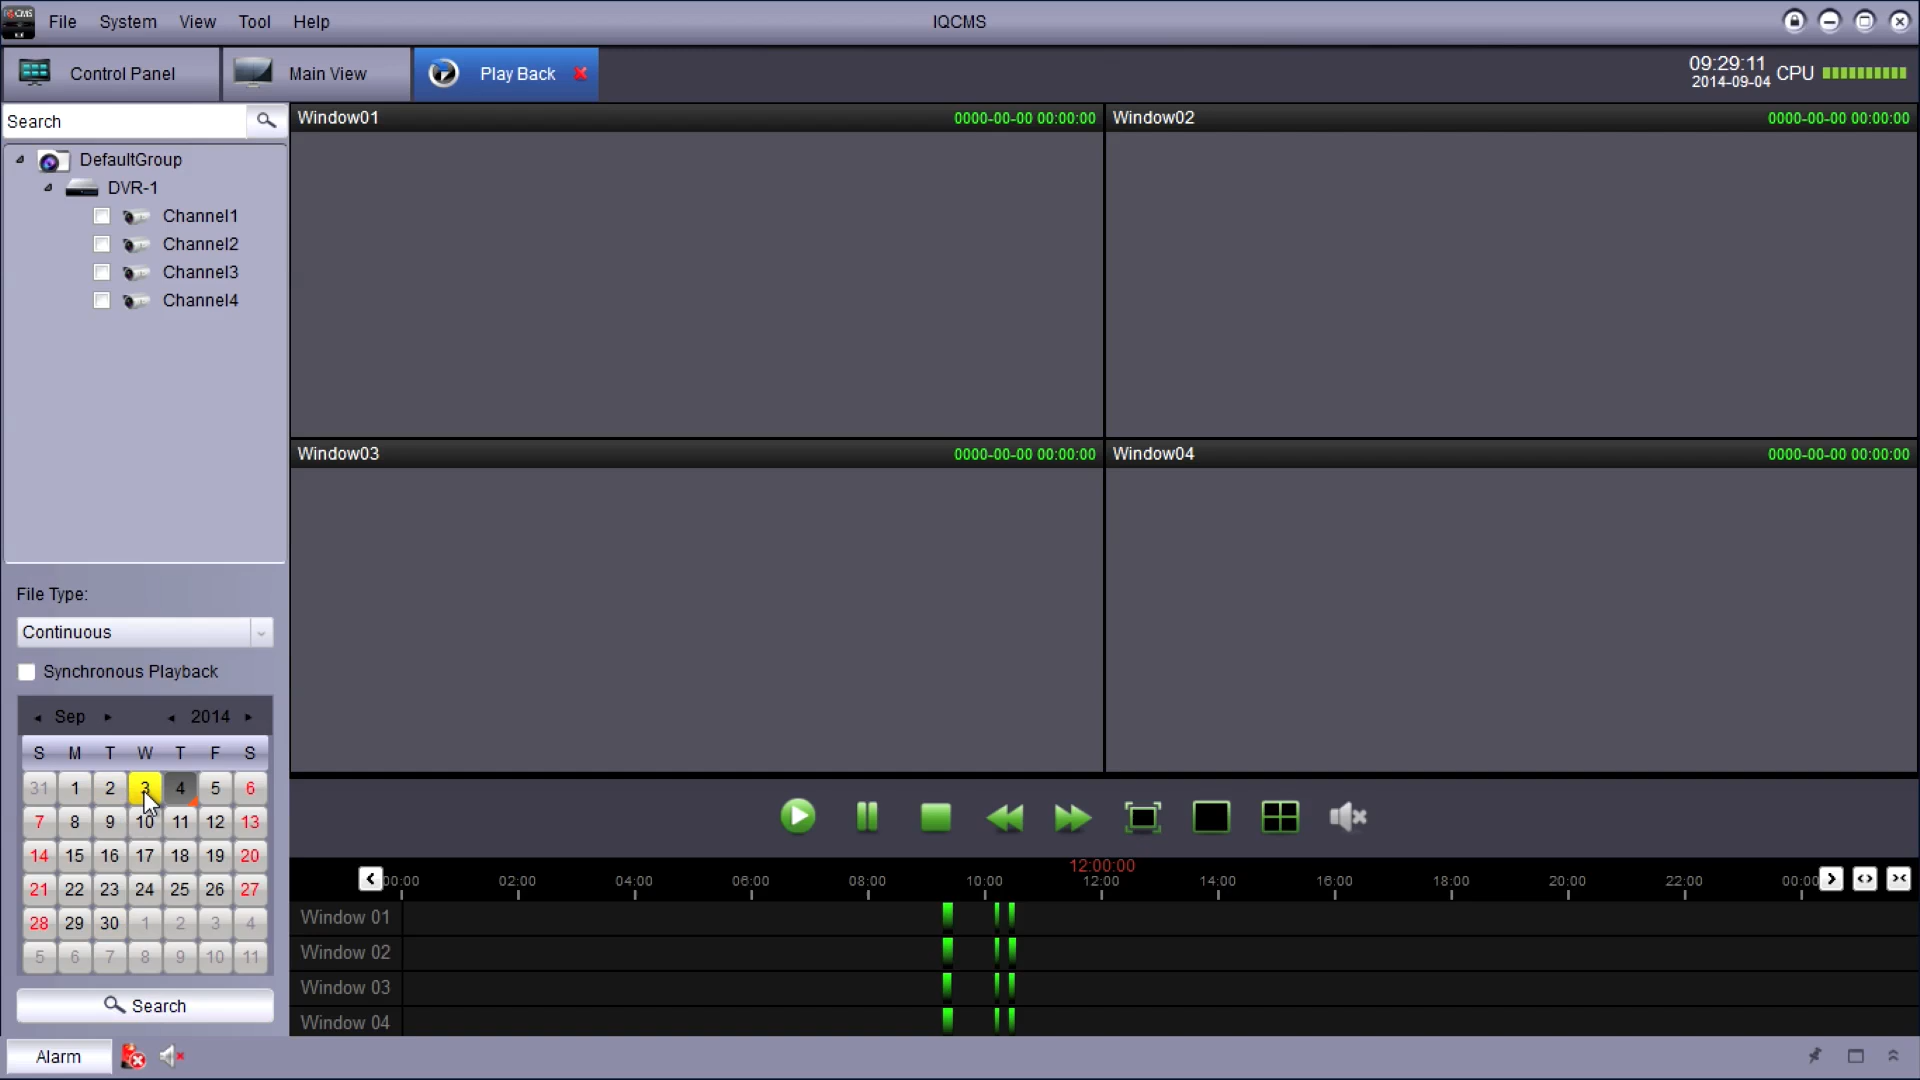 File System View Tool Help IQCMS
Control Panel Main View Play Back 09:29:11 2014-09-04 CPU
Search
DefaultGroup
DVR-1
Channel1
Channel2
Channel3
Channel4
Window01 0000-00-00 00:00:00
Window02 0000-00-00 00:00:00
Window03 0000-00-00 00:00:00
Window04 0000-00-00 00:00:00
File Type:
Continuous
Synchronous Playback
Sep 2014
S M T W T F S
31 1 2 3 4 5 6
7 8 9 10 11 12 13
14 15 16 17 18 19 20
21 22 23 24 25 26 27
28 29 30 1 2 3 4
5 6 7 8 9 10 11
Search
12:00:00
00:00 02:00 04:00 06:00 08:00 10:00 12:00 14:00 16:00 18:00 20:00 22:00 00:00
Window 01
Window 02
Window 03
Window 04
Alarm